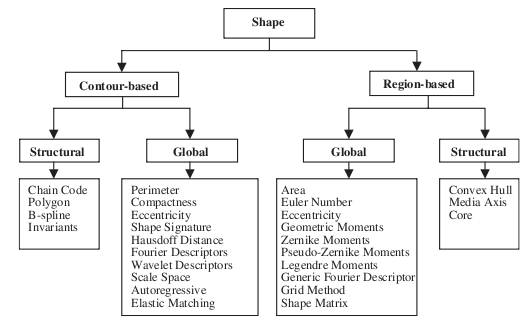 Shape
Contour-based
Region-based
Structural
Global
Global
Structural
Chain Code
Polygon
B-spline
Invariants
Perimeter
Compactness
Eccentricity
Shape Signature
Hausdoff Distance
Fourier Descriptors
Wavelet Descriptors
Scale Space
Autoregressive
Elastic Matching
Area
Euler Number
Eccentricity
Geometric Moments
Zernike Moments
Pseudo-Zernike Moments
Legendre Moments
Generic Fourier Descriptor
Grid Method
Shape Matrix
Convex Hull
Media Axis
Core